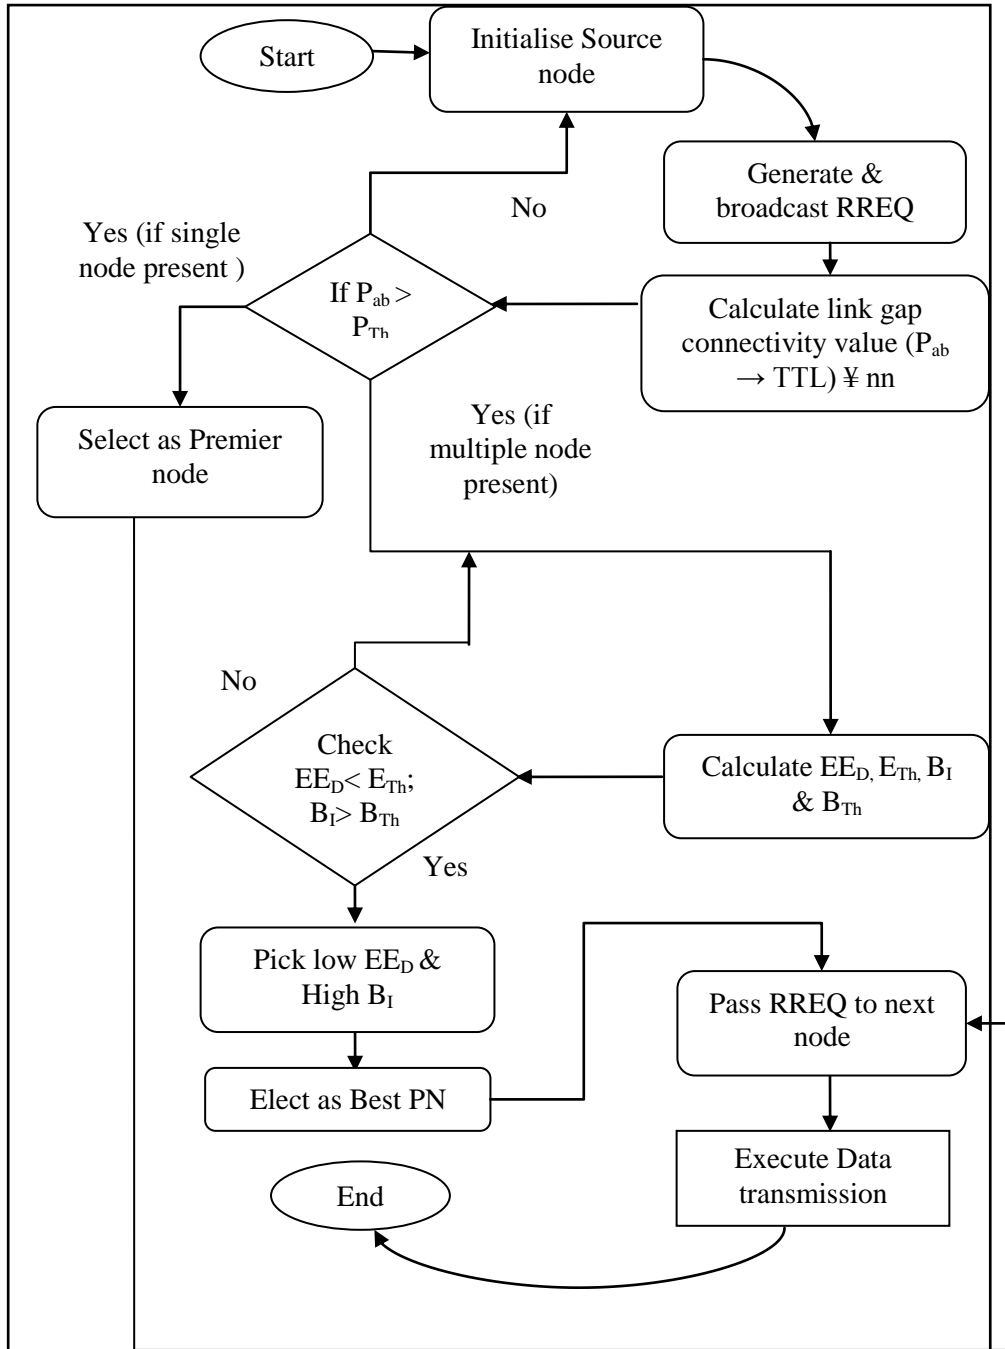 Start
Initialise Source
node
Generate &
broadcast RREQ
No
Yes (if single
node present )
If Pab >
PTh
Calculate link gap
connectivity value (Pab
→ TTL) ¥ nn
Select as Premier
node
Yes (if
multiple node
present)
No
Check
EED< ETh;
BI> BTh
Calculate EED, ETh, BI
& BTh
Yes
Pick low EED &
High BI
Pass RREQ to next
node
Elect as Best PN
Execute Data
transmission
End